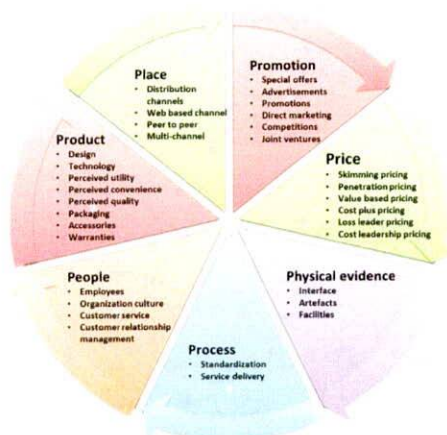 Promotion
• Special offers
• Advertisements
• Promotions
• Direct marketing
• Competitions
• Joint ventures
Price
• Skimming pricing
• Penetration pricing
• Value based pricing
• Cost plus pricing
• Loss leader pricing
• Cost leadership pricing
Physical evidence
• Interface
• Artefacts
• Facilities
Process
• Standardization
• Service delivery
People
• Employees
• Organization culture
• Customer service
• Customer relationship
management
Product
• Design
• Technology
• Perceived utility
• Perceived convenience
• Perceived quality
• Packaging
• Accessories
• Warranties
Place
• Distribution
channels
• Web based channel
• Peer to peer
• Multi-channel